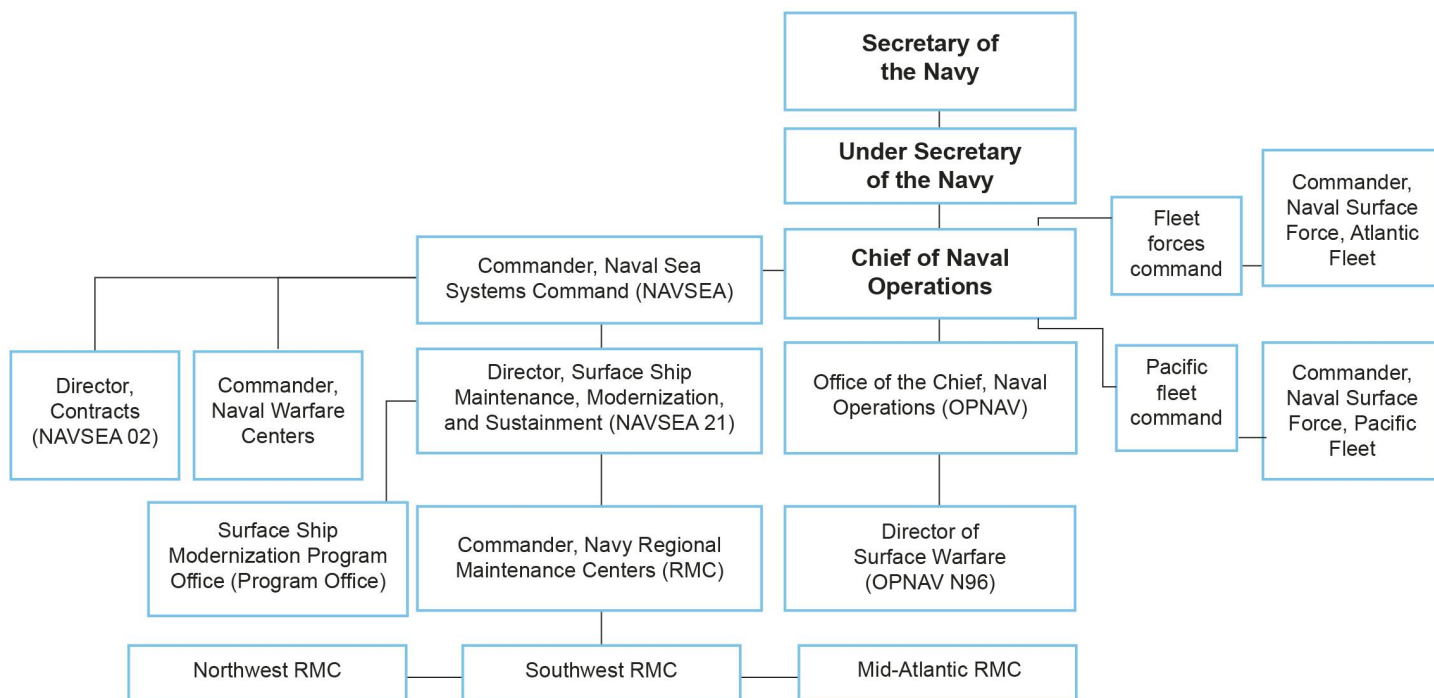 Secretary of
the Navy
Under Secretary
of the Navy
Chief of Naval
Operations
Fleet
forces
command
Commander,
Naval Surface
Force, Atlantic
Fleet
Commander, Naval Sea
Systems Command (NAVSEA)
Director,
Contracts
(NAVSEA 02)
Commander,
Naval Warfare
Centers
Director, Surface Ship
Maintenance, Modernization,
and Sustainment (NAVSEA 21)
Office of the Chief, Naval
Operations (OPNAV)
Pacific
fleet
command
Commander,
Naval Surface
Force, Pacific
Fleet
Surface Ship
Modernization Program
Office (Program Office)
Commander, Navy Regional
Maintenance Centers (RMC)
Director of
Surface Warfare
(OPNAV N96)
Northwest RMC
Southwest RMC
Mid-Atlantic RMC